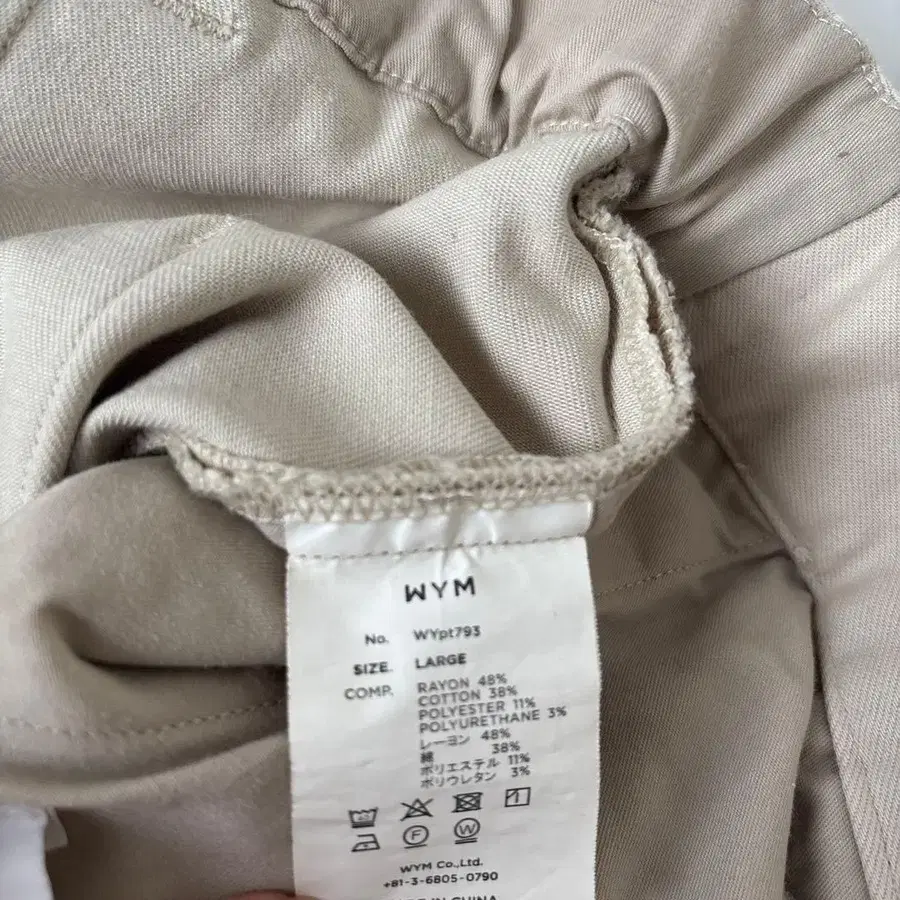 WYM
No. WYpt793
SIZE. LARGE
COMP. RAYON 48%
COTTON 38%
POLYESTER 11%
POLYURETHANE 3%
レーヨン 48%
綿 38%
ポリエステル 11%
ポリウレタン 3%
F W
WYM Co.,Ltd.
+81-3-6805-0790
IN CHINA